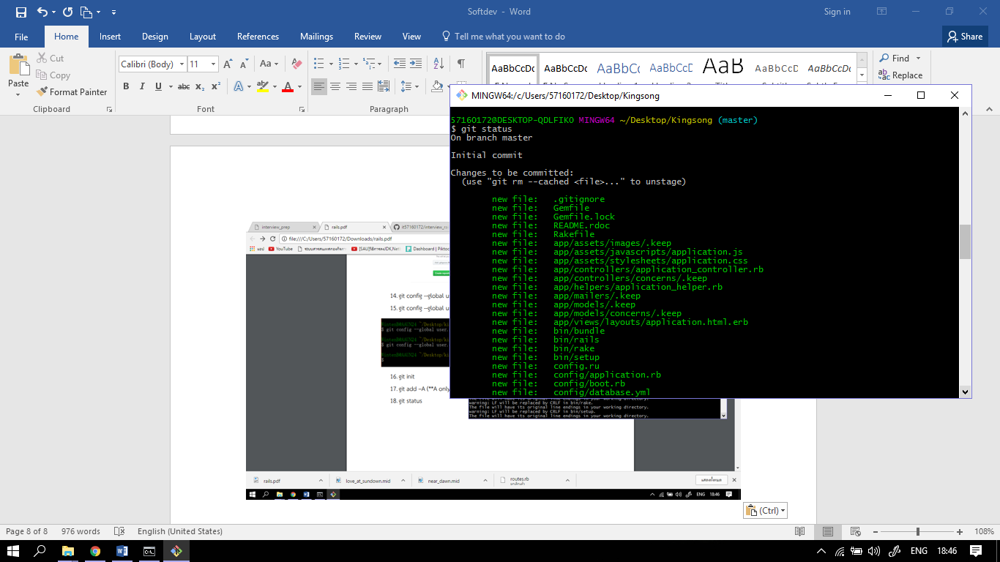 Softdev - Word
Sign in
File Home Insert Design Layout References Mailings Review View Tell me what you want to do Share
Paste
Cut
Copy
Format Painter
Clipboard
Calibri (Body) 11
Font
Paragraph
AaBbCcDc AaBbCcDc AaBbCc AaBbCcD AaB AaBbCcD
Find
Replace
MINGW64:/c/Users/57160172/Desktop/Kingsong
57160172@DESKTOP-QDLFIKO MINGW64 ~/Desktop/Kingsong (master)
$ git status
On branch master
Initial commit
Changes to be committed:
(use "git rm --cached <file>..." to unstage)
new file: .gitignore
new file: Gemfile
new file: Gemfile.lock
new file: README.rdoc
new file: Rakefile
new file: app/assets/images/.keep
new file: app/assets/javascripts/application.js
new file: app/assets/stylesheets/application.css
new file: app/controllers/application_controller.rb
new file: app/controllers/concerns/.keep
new file: app/helpers/application_helper.rb
new file: app/mailers/.keep
new file: app/models/.keep
new file: app/models/concerns/.keep
new file: app/views/layouts/application.html.erb
new file: bin/bundle
new file: bin/rails
new file: bin/rake
new file: bin/setup
new file: config.ru
new file: config/application.rb
new file: config/boot.rb
new file: config/database.yml
interview_prep rails.pdf
file:///C:/Users/57160172/Downloads/rails.pdf
YouTube Dashboard | Piktoc
14. git config --global u
15. git config --global u
$ git config --global user.
$ git config --global user.
$
16. git init
17. git add -A (**A only
18. git status
warning: LF will be replaced by CRLF in bin/rake.
The file will have its original line endings in your working directory.
warning: LF will be replaced by CRLF in bin/setup.
The file will have its original line endings in your working directory.
rails.pdf love_at_sundown.mid near_dawn.mid routes.rb
ENG 18:46
(Ctrl)
Page 8 of 8 976 words English (United States) 108%
ENG 18:46